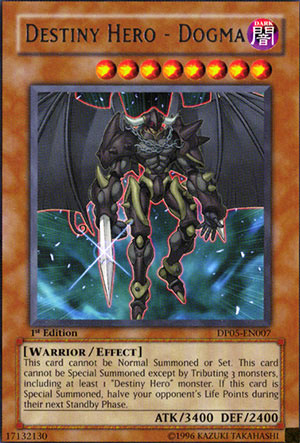 DESTINY HERO - DOGMA
DARK
闇
1st Edition
DP05-EN007
[WARRIOR / EFFECT]
This card cannot be Normal Summoned or Set. This card
cannot be Special Summoned except by Tributing 3 monsters,
including at least 1 "Destiny Hero" monster. If this card is
Special Summoned, halve your opponent's Life Points during
their next Standby Phase.
ATK/3400 DEF/2400
17132130
©1996 KAZUKI TAKAHASHI